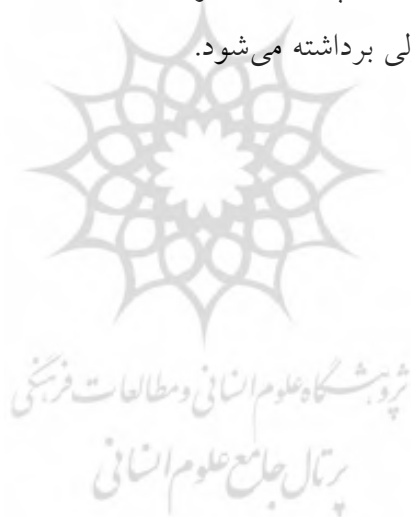 لی برداشته می‌شود.
پژوهشگاه علوم انسانی و مطالعات فرهنگی
پرتال جامع علوم انسانی